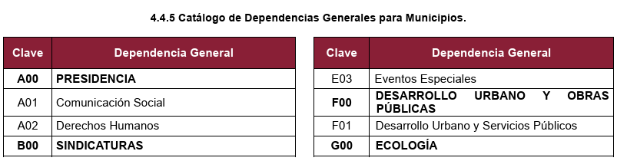 4.4.5 Catálogo de Dependencias Generales para Municipios.
Clave Dependencia General
A00 PRESIDENCIA
A01 Comunicación Social
A02 Derechos Humanos
B00 SINDICATURAS
Clave Dependencia General
E03 Eventos Especiales
F00 DESARROLLO URBANO Y OBRAS
PÚBLICAS
F01 Desarrollo Urbano y Servicios Públicos
G00 ECOLOGÍA